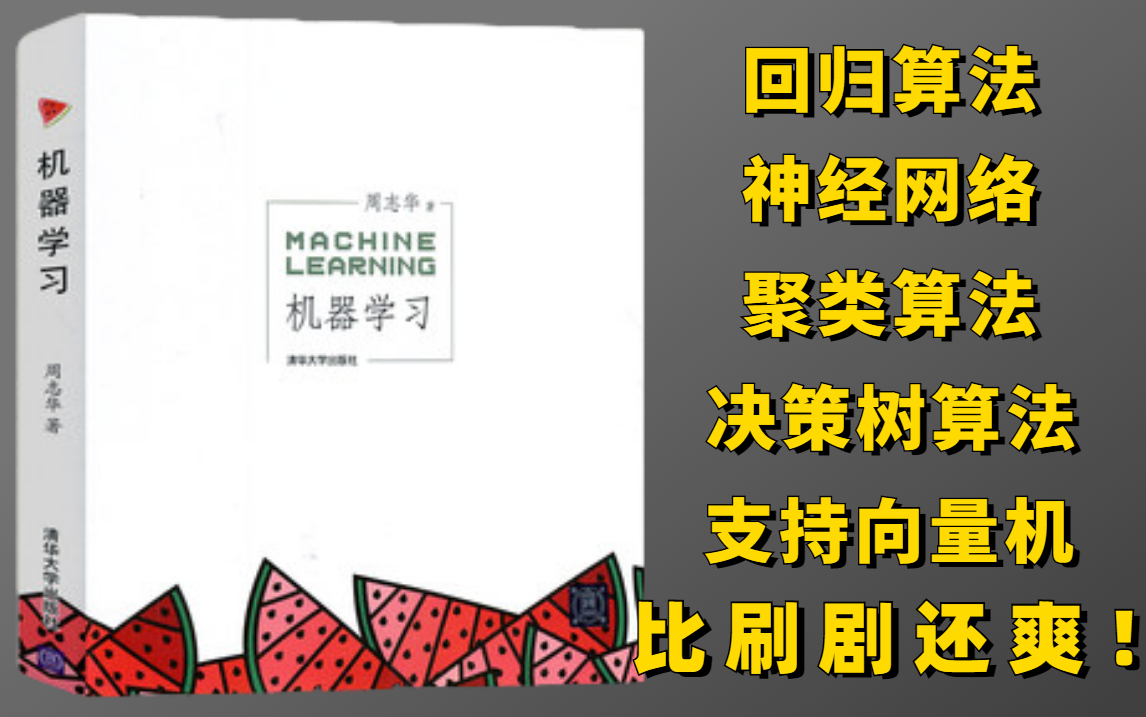 机器学习
周志华 著
清华大学出版社
周志华 著
MACHINE
LEARNING
机器学习
清华大学出版社
回归算法
神经网络
聚类算法
决策树算法
支持向量机
比刷剧还爽！